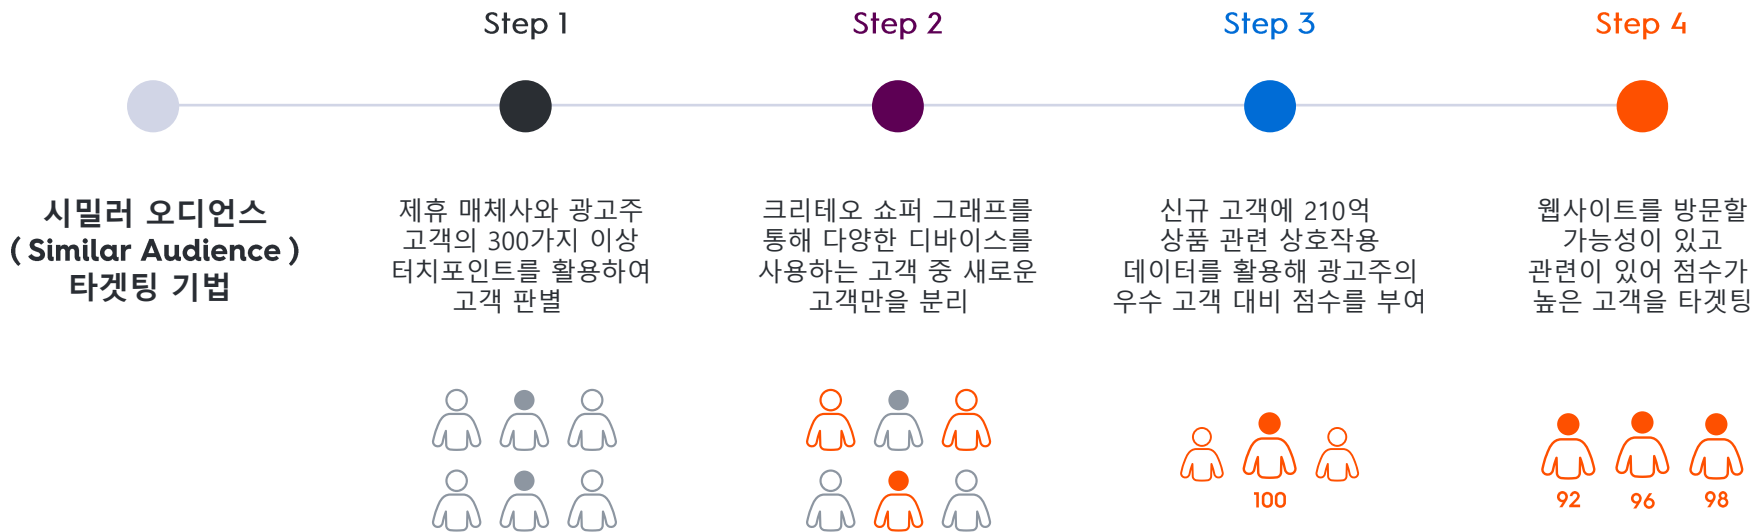 Step 1
Step 2
Step 3
Step 4
시밀러 오디언스
( Similar Audience )
타겟팅 기법
제휴 매체사와 광고주
고객의 300가지 이상
터치포인트를 활용하여
고객 판별
크리테오 쇼퍼 그래프를
통해 다양한 디바이스를
사용하는 고객 중 새로운
고객만을 분리
신규 고객에 210억
상품 관련 상호작용
데이터를 활용해 광고주의
우수 고객 대비 점수를 부여
웹사이트를 방문할
가능성이 있고
관련이 있어 점수가
높은 고객을 타겟팅
100
92
96
98